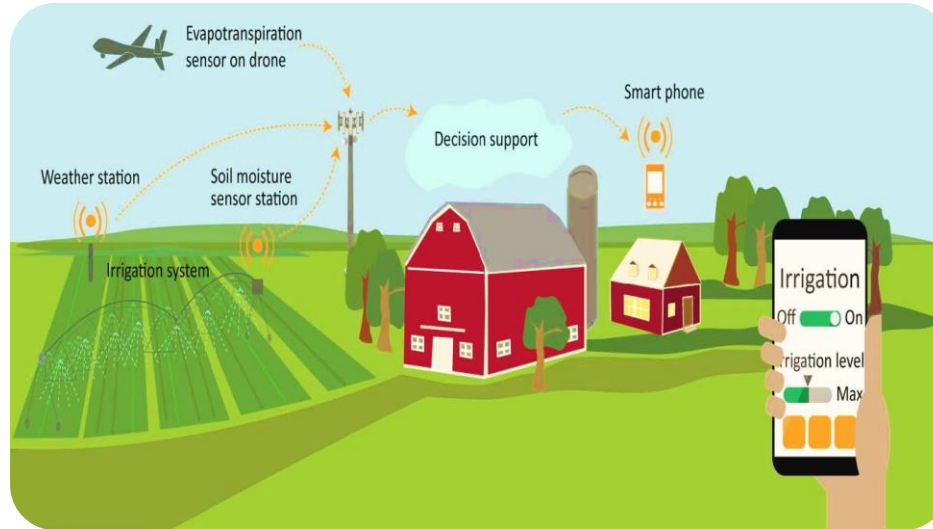 Evapotranspiration
sensor on drone
Smart phone
Decision support
Weather station
Soil moisture
sensor station
Irrigation system
Irrigation
Off On
Irrigation level
Max